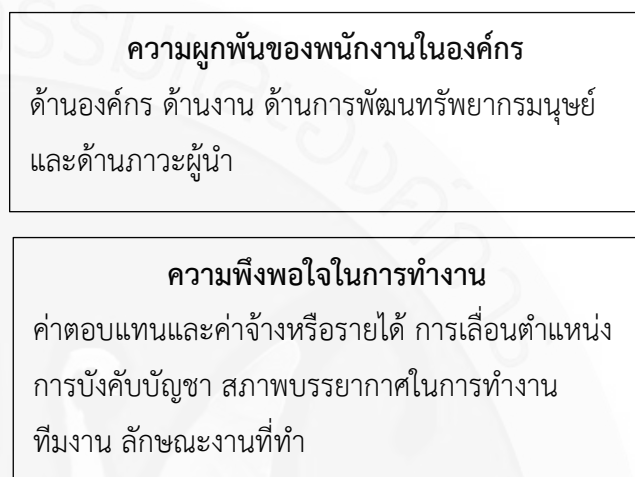 ความผูกพันของพนักงานในองค์กร
ด้านองค์กร ด้านงาน ด้านการพัฒนทรัพยากรมนุษย์
และด้านภาวะผู้นำ
ความพึงพอใจในการทำงาน
ค่าตอบแทนและค่าจ้างหรือรายได้ การเลื่อนตำแหน่ง
การบังคับบัญชา สภาพบรรยากาศในการทำงาน
ทีมงาน ลักษณะงานที่ทำ